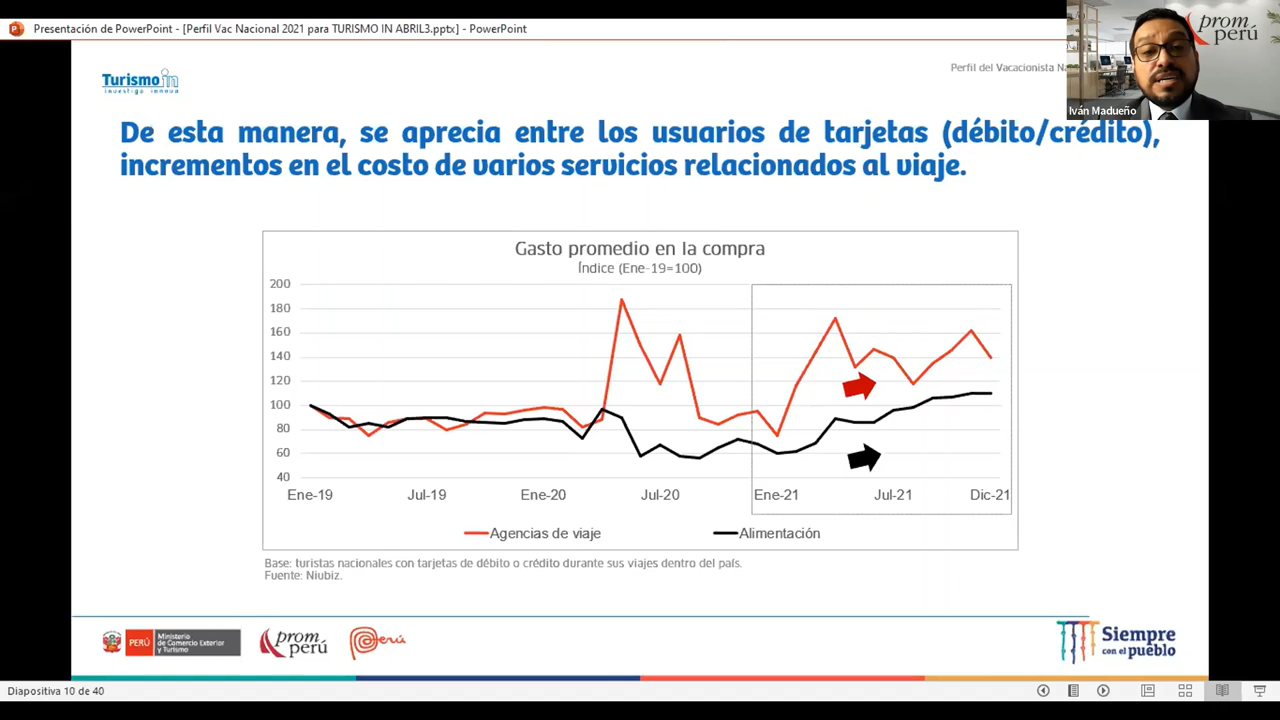 Presentación de PowerPoint - [Perfil Vac Nacional 2021 para TURISMO IN ABRIL3.pptx] - PowerPoint
prom
perú
Iván Madueño
Turismo in
investiga innova
Perfil del Vacacionista
De esta manera, se aprecia entre los usuarios de tarjetas (débito/crédito),
incrementos en el costo de varios servicios relacionados al viaje.
Gasto promedio en la compra
Índice (Ene-19=100)
200
180
160
140
120
100
80
60
40
Ene-19 Jul-19 Ene-20 Jul-20 Ene-21 Jul-21 Dic-21
Agencias de viaje Alimentación
Base: turistas nacionales con tarjetas de débito o crédito durante sus viajes dentro del país.
Fuente: Niubiz.
PERÚ Ministerio
de Comercio Exterior
y Turismo
prom
perú
Perú
Siempre
con el pueblo
Diapositiva 10 de 40